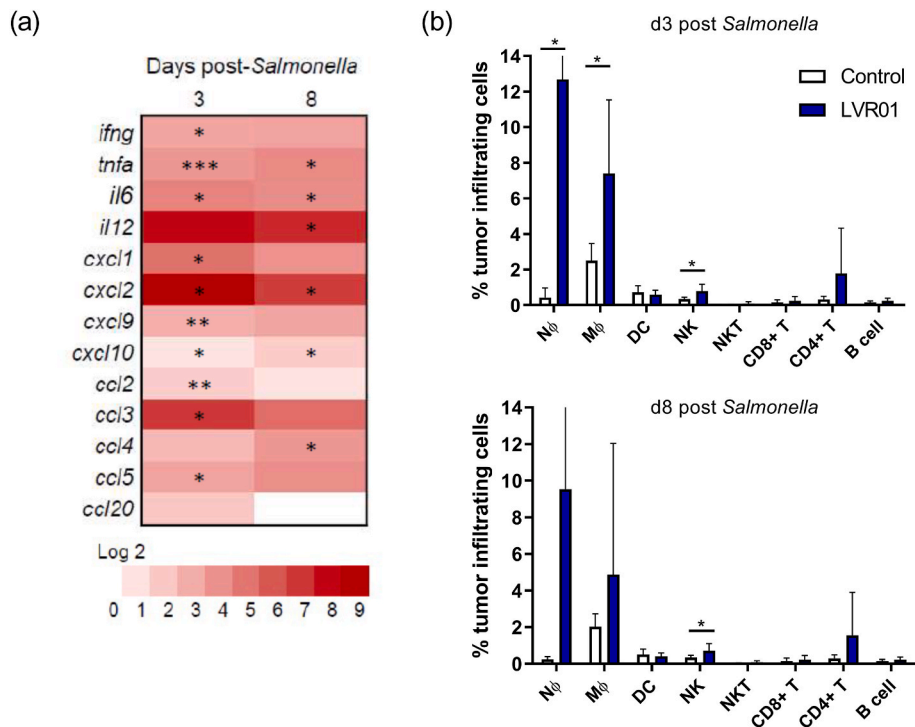 (a)
Days post-Salmonella
3 8
ifng *
tnfa *** *
il6 * *
il12 *
cxcl1 *
cxcl2 * *
cxcl9 **
cxcl10 * *
ccl2 **
ccl3 *
ccl4 *
ccl5 *
ccl20
Log 2
0 1 2 3 4 5 6 7 8 9
(b)
d3 post Salmonella
Control
LVR01
% tumor infiltrating cells
14
12
10
8
6
4
2
0
* * *
Nϕ Mϕ DC NK NKT CD8+ T CD4+ T B cell
d8 post Salmonella
% tumor infiltrating cells
14
12
10
8
6
4
2
0
*
Nϕ Mϕ DC NK NKT CD8+ T CD4+ T B cell